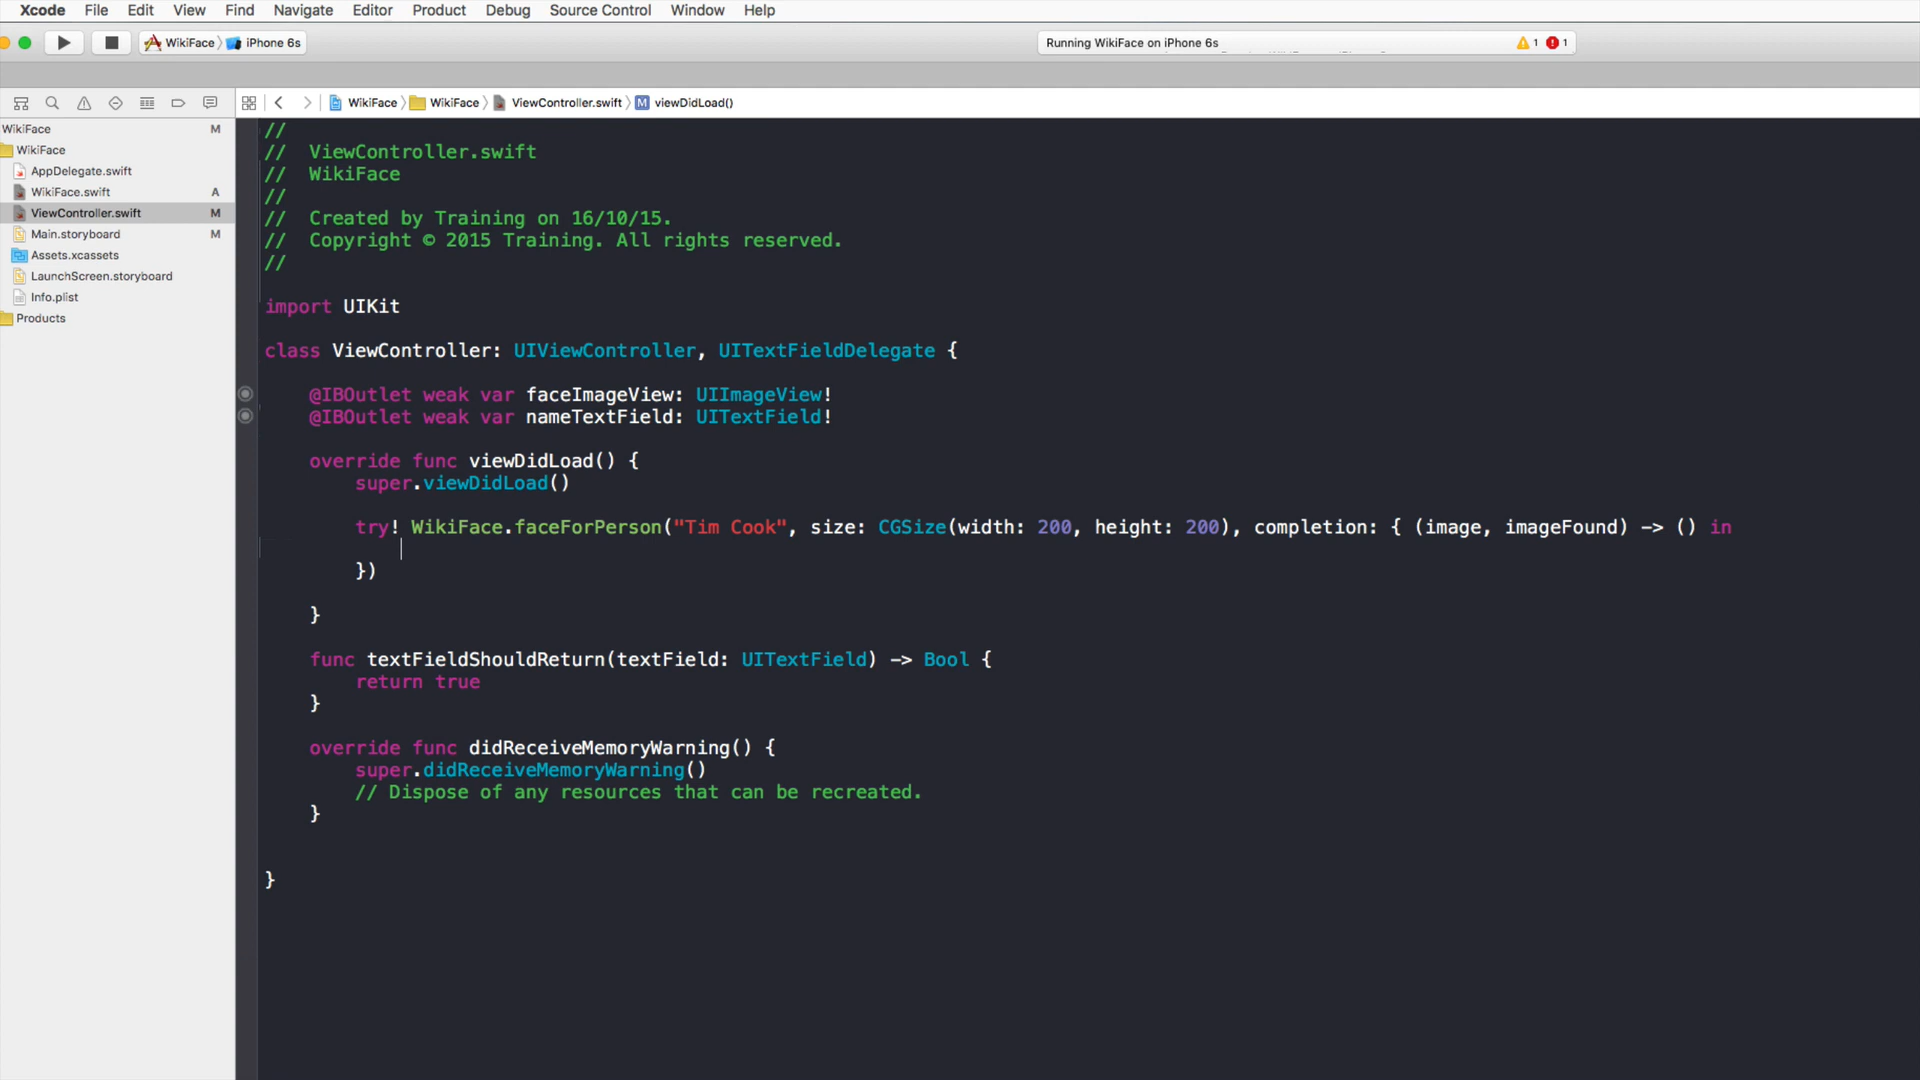 Xcode File Edit View Find Navigate Editor Product Debug Source Control Window Help
WikiFace iPhone 6s Running WikiFace on iPhone 6s 1 1
WikiFace WikiFace ViewController.swift M viewDidLoad()
WikiFace M
WikiFace
AppDelegate.swift
WikiFace.swift A
ViewController.swift M
Main.storyboard M
Assets.xcassets
LaunchScreen.storyboard
Info.plist
Products
//
// ViewController.swift
// WikiFace
//
// Created by Training on 16/10/15.
// Copyright © 2015 Training. All rights reserved.
//
import UIKit
class ViewController: UIViewController, UITextFieldDelegate {
@IBOutlet weak var faceImageView: UIImageView!
@IBOutlet weak var nameTextField: UITextField!
override func viewDidLoad() {
super.viewDidLoad()
try! WikiFace.faceForPerson("Tim Cook", size: CGSize(width: 200, height: 200), completion: { (image, imageFound) -> () in
})
}
func textFieldShouldReturn(textField: UITextField) -> Bool {
return true
}
override func didReceiveMemoryWarning() {
super.didReceiveMemoryWarning()
// Dispose of any resources that can be recreated.
}
}